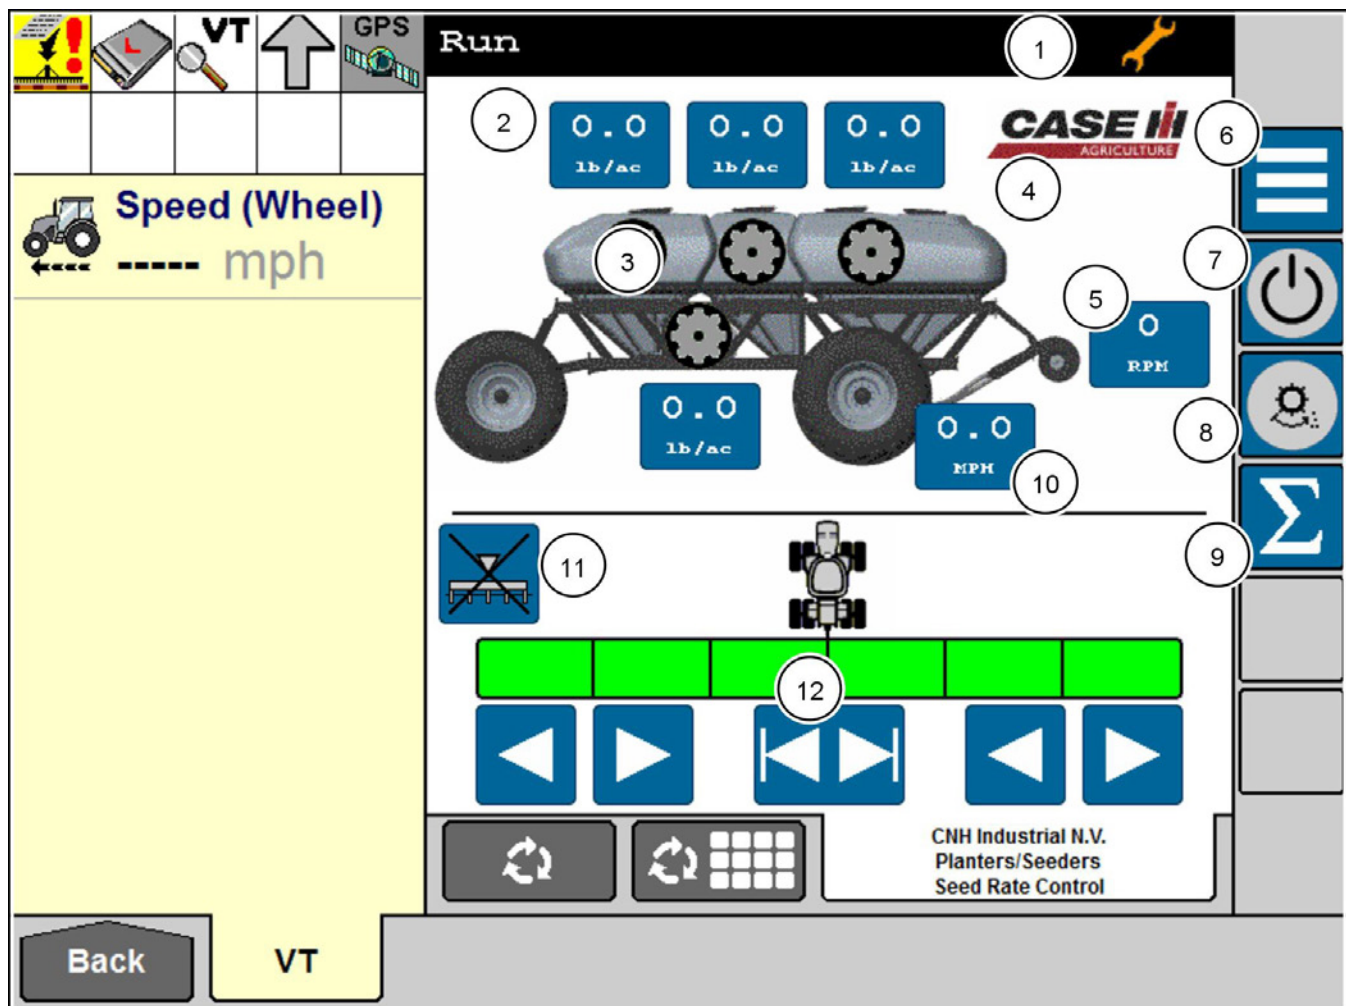 VT
GPS
Run
1
2
0.0
lb/ac
0.0
lb/ac
0.0
lb/ac
CASE IH
AGRICULTURE
6
4
Speed (Wheel)
----- mph
3
7
5
0
RPM
0.0
lb/ac
0.0
MPH
8
10
9
11
12
CNH Industrial N.V.
Planters/Seeders
Seed Rate Control
Back
VT